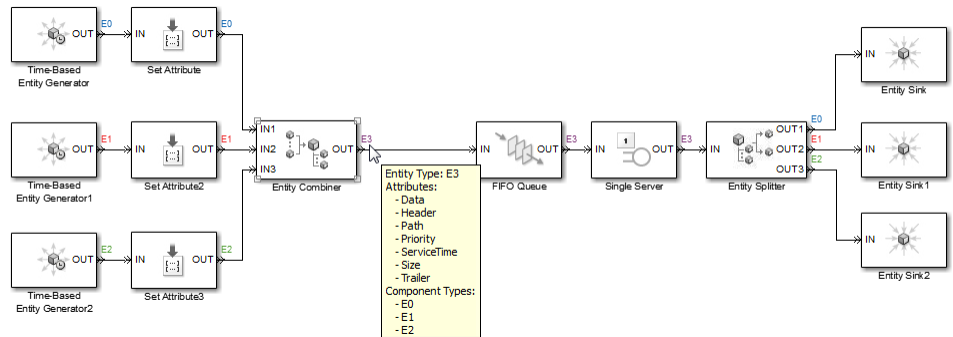 E0
E0
OUT
IN
OUT
Time-Based
Entity Generator
Set Attribute
E1
E1
OUT
IN
OUT
Time-Based
Entity Generator1
Set Attribute2
E2
E2
OUT
IN
OUT
Time-Based
Entity Generator2
Set Attribute3
IN1
IN2
IN3
OUT
E3
Entity Combiner
Entity Type: E3
Attributes:
- Data
- Header
- Path
- Priority
- ServiceTime
- Size
- Trailer
Component Types:
- E0
- E1
- E2
IN
OUT
E3
FIFO Queue
IN
1
OUT
E3
Single Server
IN
OUT1
OUT2
OUT3
E0
E1
E2
Entity Splitter
IN
Entity Sink
IN
Entity Sink1
IN
Entity Sink2